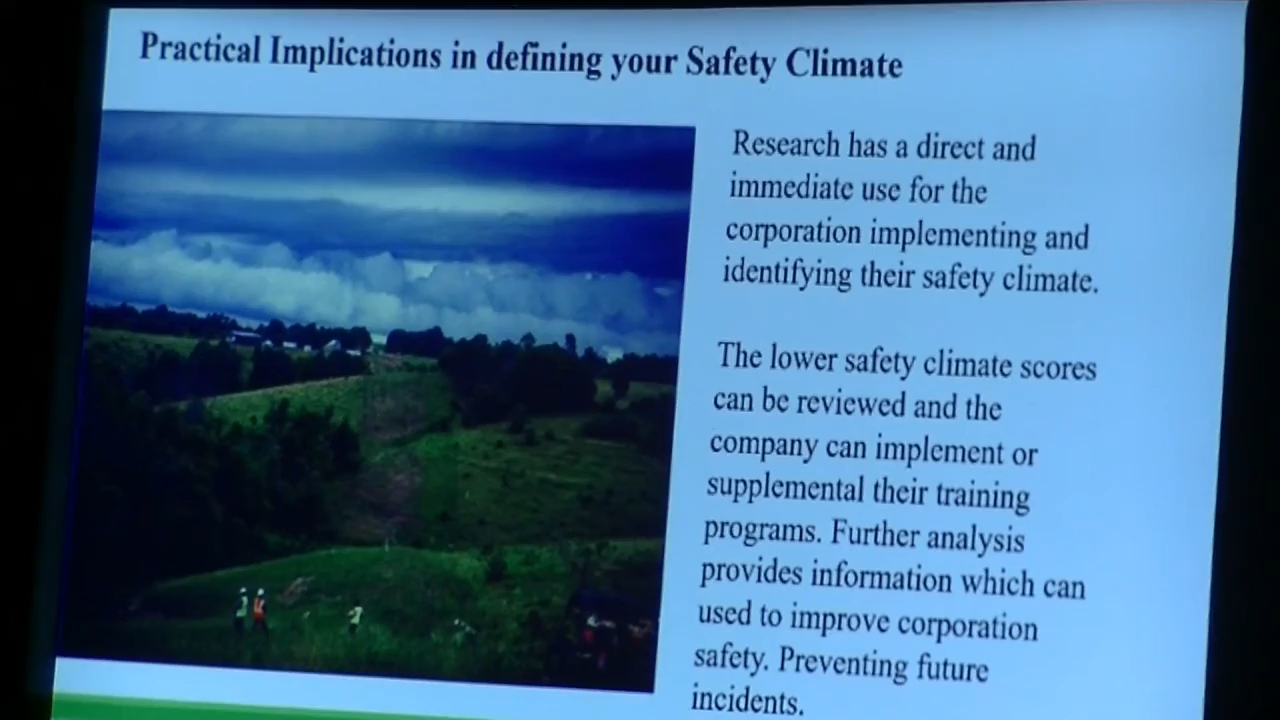 Practical Implications in defining your Safety Climate
Research has a direct and
immediate use for the
corporation implementing and
identifying their safety climate.
The lower safety climate scores
can be reviewed and the
company can implement or
supplemental their training
programs. Further analysis
provides information which can
used to improve corporation
safety. Preventing future
incidents.